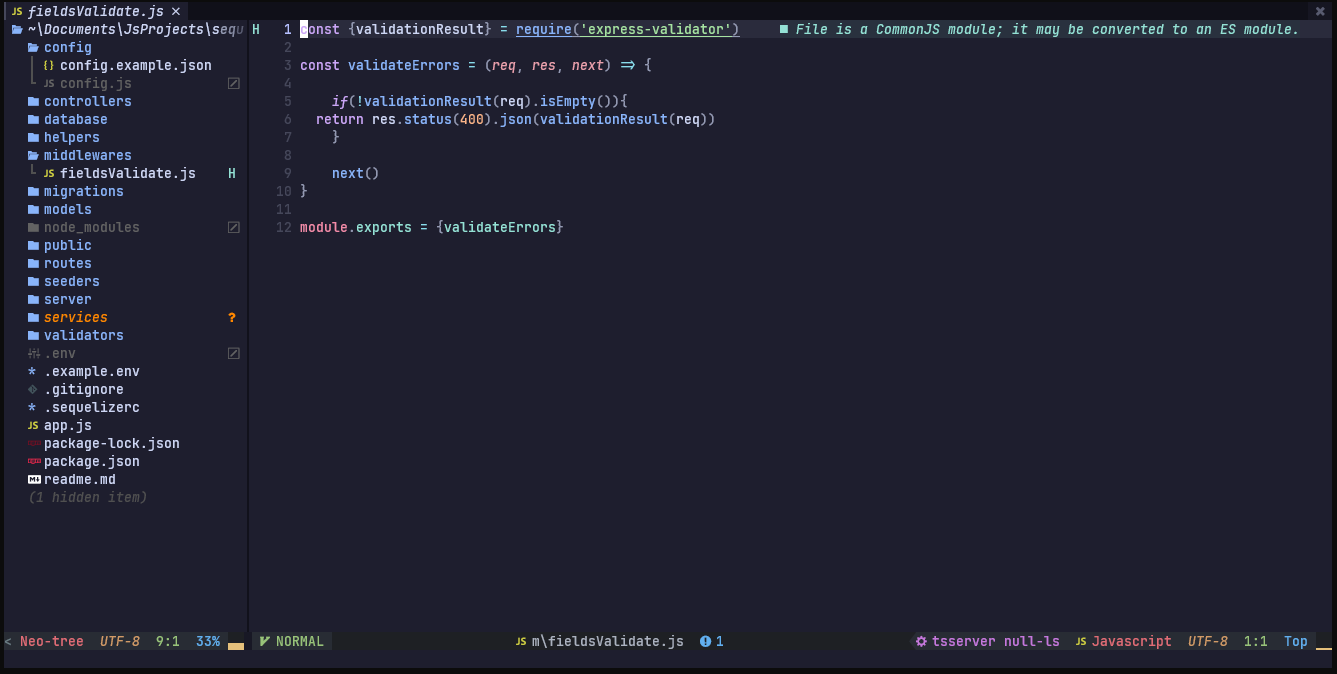 JS fieldsValidate.js ×
~\Documents\JsProjects\sequ
config
{} config.example.json
JS config.js
controllers
database
helpers
middlewares
JS fieldsValidate.js H
migrations
models
node_modules
public
routes
seeders
server
services ?
validators
.env
* .example.env
.gitignore
* .sequelizerc
JS app.js
package-lock.json
package.json
readme.md
(1 hidden item)
H 1 const {validationResult} = require('express-validator') ■ File is a CommonJS module; it may be converted to an ES module.
2
3 const validateErrors = (req, res, next) => {
4
5 if(!validationResult(req).isEmpty()){
6 return res.status(400).json(validationResult(req))
7 }
8
9 next()
10 }
11
12 module.exports = {validateErrors}
< Neo-tree UTF-8 9:1 33% NORMAL JS m\fieldsValidate.js 1 tsserver null-ls JS Javascript UTF-8 1:1 Top